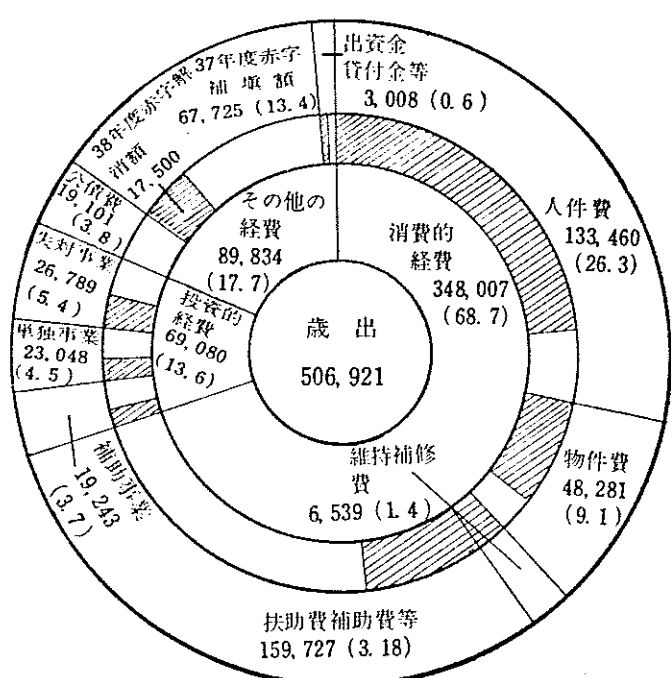 歳出
506,921
消費的
経費
348,007
(68.7)
その他の
経費
89,834
(17.7)
投資的
経費
69,080
(13.6)
出資金
貸付金等
3,008 (0.6)
人件費
133,460
(26.3)
物件費
48,281
(9.1)
維持補修
費
6,539 (1.4)
扶助費補助費等
159,727 (3.18)
補助事業
19,243
(3.7)
単独事業
23,048
(4.5)
失対事業
26,789
(5.4)
公債費
19,101
(3.8)
38年度赤字解
消額
17,500
37年度赤字
補填額
67,725 (13.4)